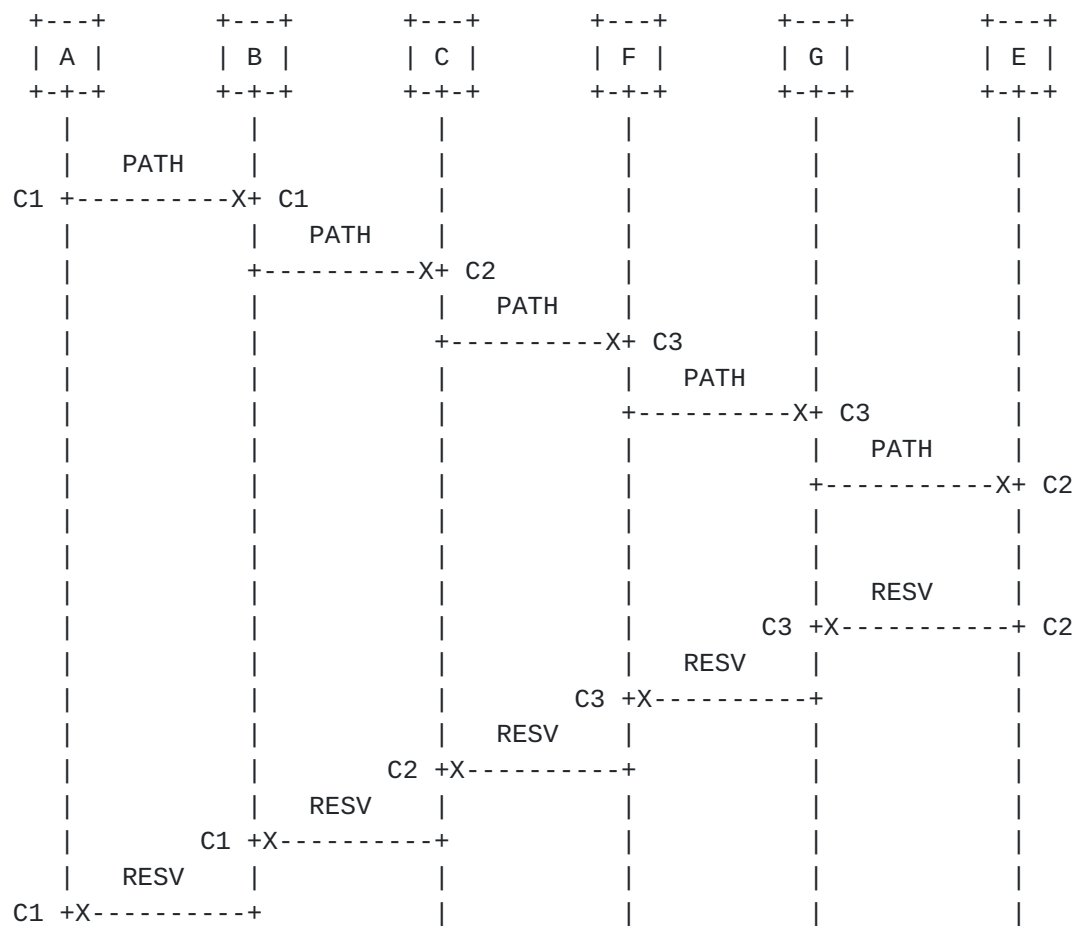 +---+ +---+ +---+ +---+ +---+ +---+
| A | | B | | C | | F | | G | | E |
+-+-+ +-+-+ +-+-+ +-+-+ +-+-+ +-+-+
| | | | | |
| PATH | | | | |
C1 +----------X+ C1 | | | |
| | PATH | | | |
| +----------X+ C2 | | |
| | | PATH | | |
| | +----------X+ C3 | |
| | | | PATH | |
| | | +----------X+ C3 |
| | | | | PATH |
| | | | +-----------X+ C2
| | | | | |
| | | | | |
| | | | | RESV |
| | | | C3 +X-----------+ C2
| | | | RESV | |
| | | C3 +X----------+ |
| | | RESV | | |
| | C2 +X----------+ | |
| | RESV | | | |
| C1 +X----------+ | | |
| RESV | | | | |
C1 +X----------+ | | | |